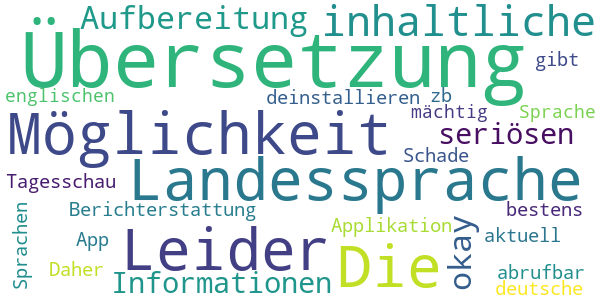 Aufbereitung inhaltliche
Übersetzung gibt
englischen deinstallieren zb
Möglichkeit mächtig Sprache
seriösen
Landessprache Schade
Tagesschau
Sprachen Berichterstattung Applikation okay bestens
App Leider Die aktuell
Daher Informationen abrufbar
deutsche